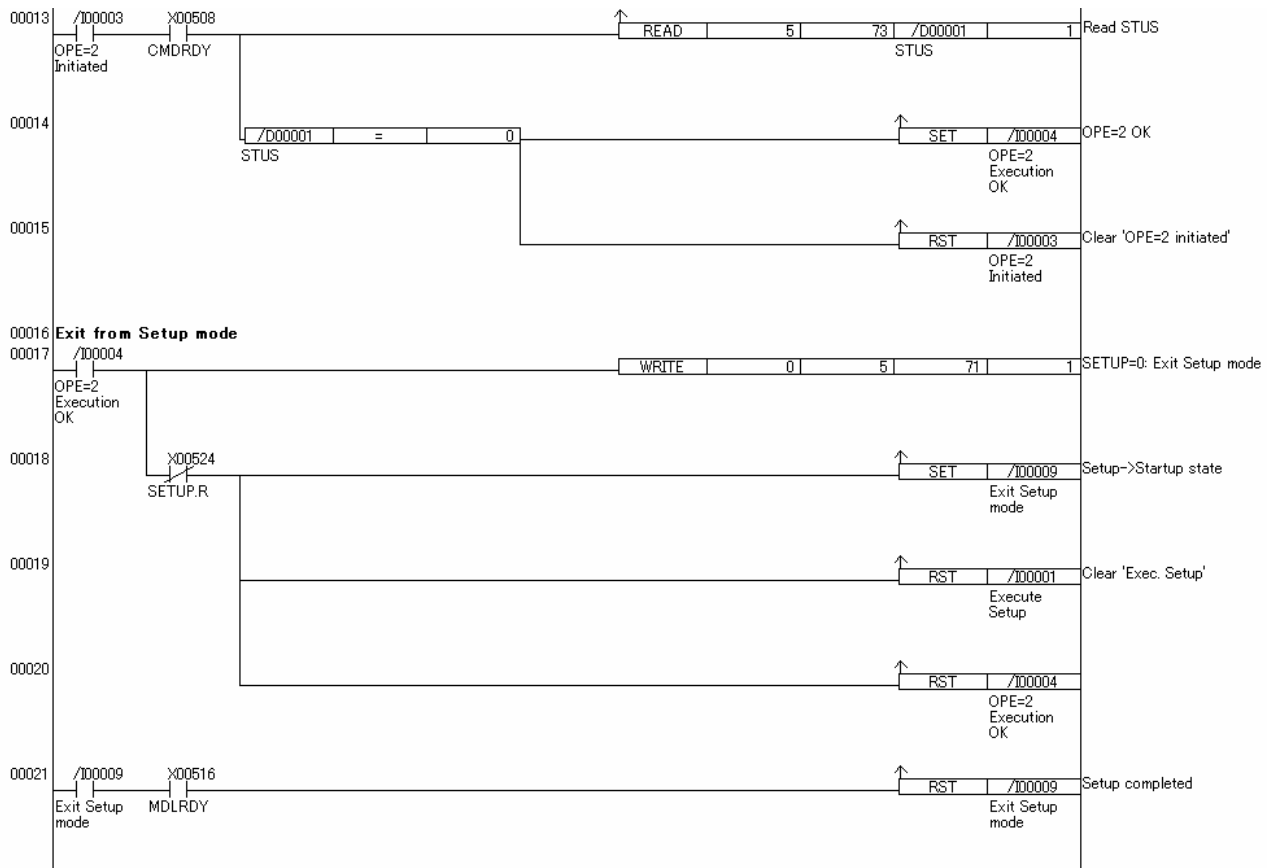 00013 /I00003 X00508 READ 5 73 /D00001 1 Read STUS
OPE=2 Initiated CMDRDY STUS
00014 /D00001 = 0 SET /I00004 OPE=2 OK
STUS OPE=2 Execution OK
00015 RST /I00003 Clear 'OPE=2 initiated'
OPE=2 Initiated
00016 Exit from Setup mode
00017 /I00004 WRITE 0 5 71 1 SETUP=0: Exit Setup mode
OPE=2 Execution OK
00018 X00524 SET /I00009 Setup->Startup state
SETUP.R Exit Setup mode
00019 RST /I00001 Clear 'Exec. Setup'
Execute Setup
00020 RST /I00004
OPE=2 Execution OK
00021 /I00009 X00516 RST /I00009 Setup completed
Exit Setup mode MDLRDY Exit Setup mode